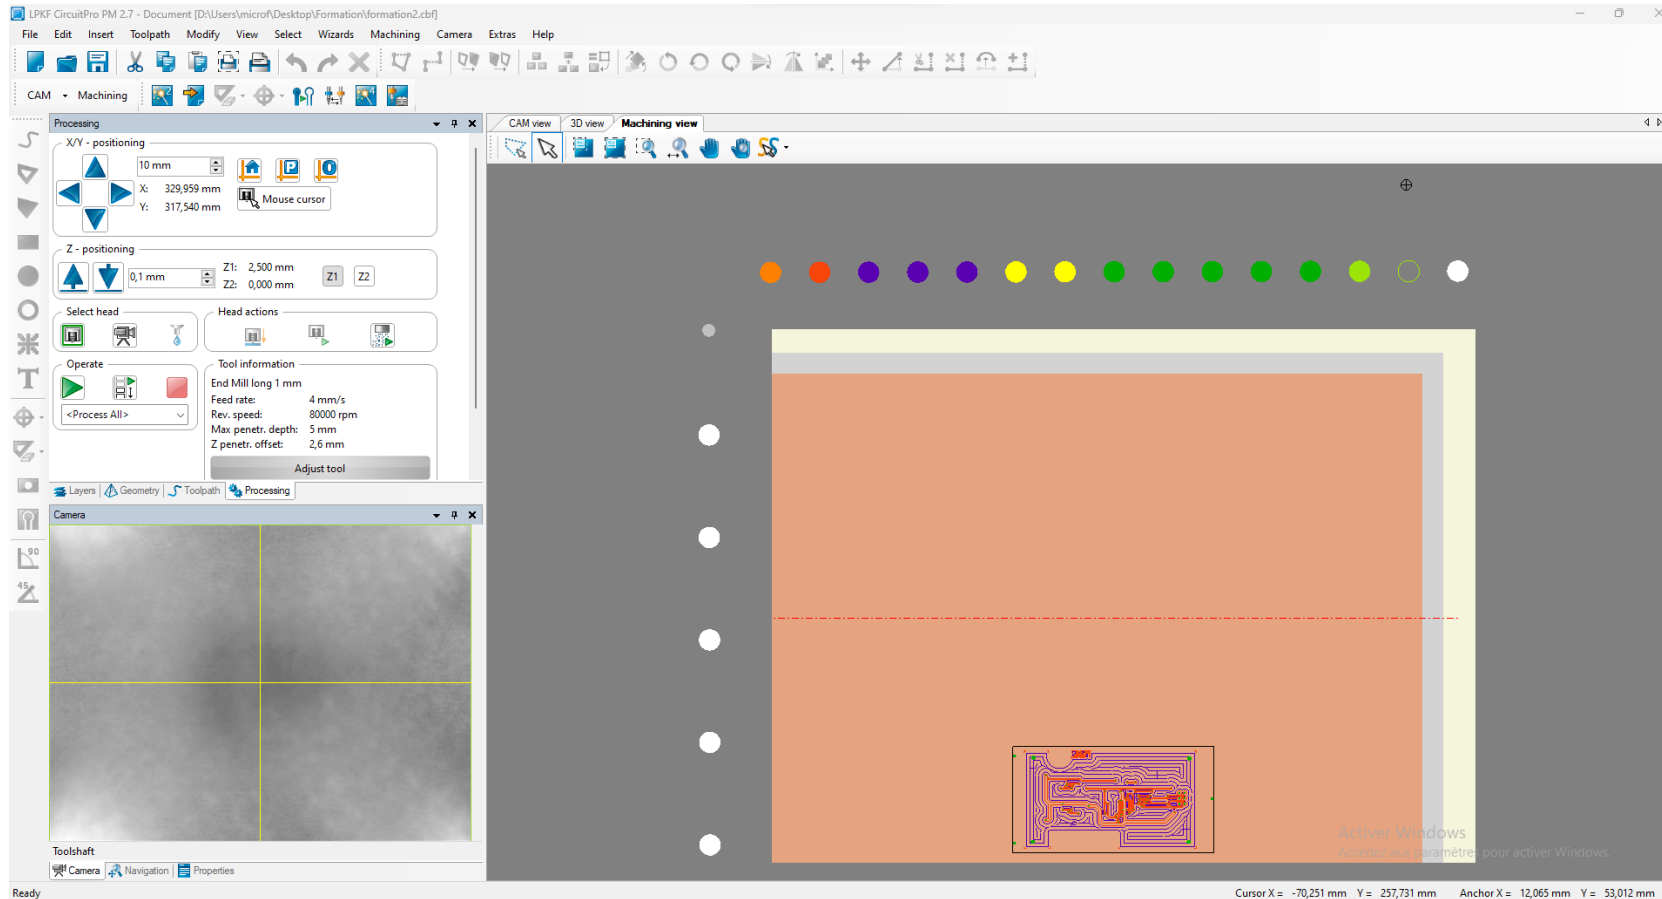 LPKF CircuitPro PM 2.7 - Document [D:\Users\microf\Desktop\Formation\formation2.cbf]
File Edit Insert Toolpath Modify View Select Wizards Machining Camera Extras Help
CAM Machining
Processing
X/Y - positioning
10 mm
X: 329,959 mm
Y: 317,540 mm
Mouse cursor
Z - positioning
0,1 mm
Z1: 2,500 mm
Z2: 0,000 mm
Z1 Z2
Select head
Head actions
Operate
<Process All>
Tool information
End Mill long 1 mm
Feed rate: 4 mm/s
Rev. speed: 80000 rpm
Max penetr. depth: 5 mm
Z penetr. offset: 2,6 mm
Adjust tool
Layers Geometry Toolpath Processing
Camera
Toolshaft
Camera Navigation Properties
CAM view 3D view Machining view
T
90
45
Activer Windows
Accédez aux paramètres pour activer Windows.
Ready
Cursor X = -70,251 mm Y = 257,731 mm Anchor X = 12,065 mm Y = 53,012 mm